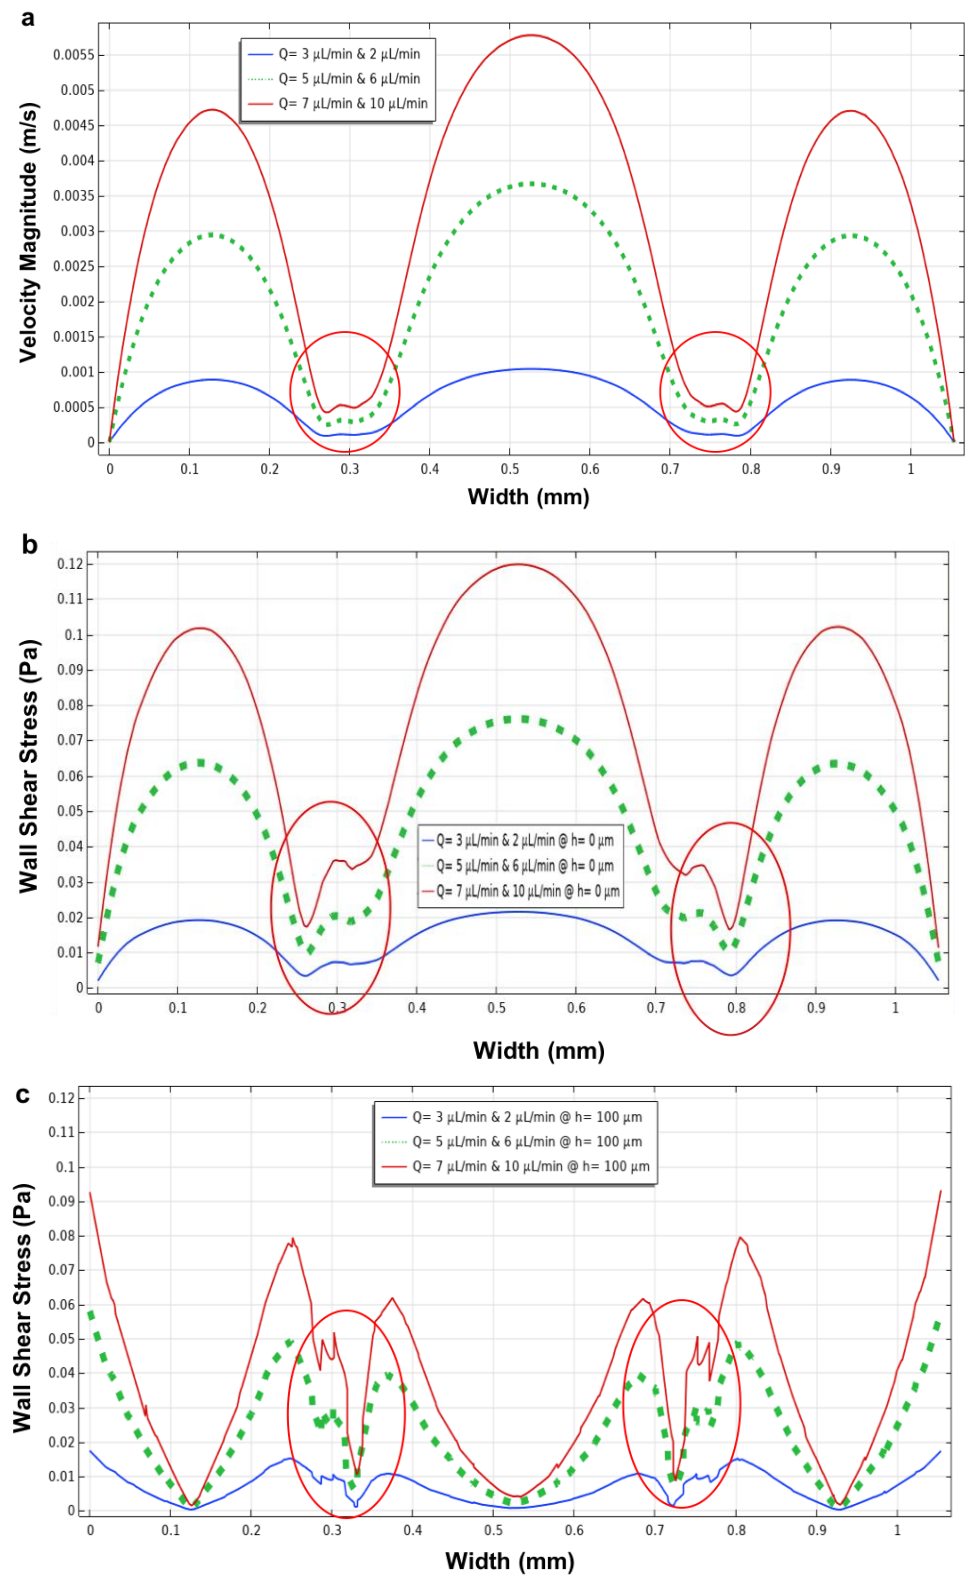 a
Q= 3 µL/min & 2 µL/min
Q= 5 µL/min & 6 µL/min
Q= 7 µL/min & 10 µL/min
Velocity Magnitude (m/s)
0.0055
0.005
0.0045
0.004
0.0035
0.003
0.0025
0.002
0.0015
0.001
0.0005
0
0 0.1 0.2 0.3 0.4 0.5 0.6 0.7 0.8 0.9 1
Width (mm)
b
Wall Shear Stress (Pa)
0.12
0.11
0.1
0.09
0.08
0.07
0.06
0.05
0.04
0.03
0.02
0.01
0
Q= 3 µL/min & 2 µL/min @ h= 0 µm
Q= 5 µL/min & 6 µL/min @ h= 0 µm
Q= 7 µL/min & 10 µL/min @ h= 0 µm
0 0.1 0.2 0.3 0.4 0.5 0.6 0.7 0.8 0.9 1
Width (mm)
c
Q= 3 µL/min & 2 µL/min @ h= 100 µm
Q= 5 µL/min & 6 µL/min @ h= 100 µm
Q= 7 µL/min & 10 µL/min @ h= 100 µm
Wall Shear Stress (Pa)
0.12
0.11
0.1
0.09
0.08
0.07
0.06
0.05
0.04
0.03
0.02
0.01
0
0 0.1 0.2 0.3 0.4 0.5 0.6 0.7 0.8 0.9 1
Width (mm)